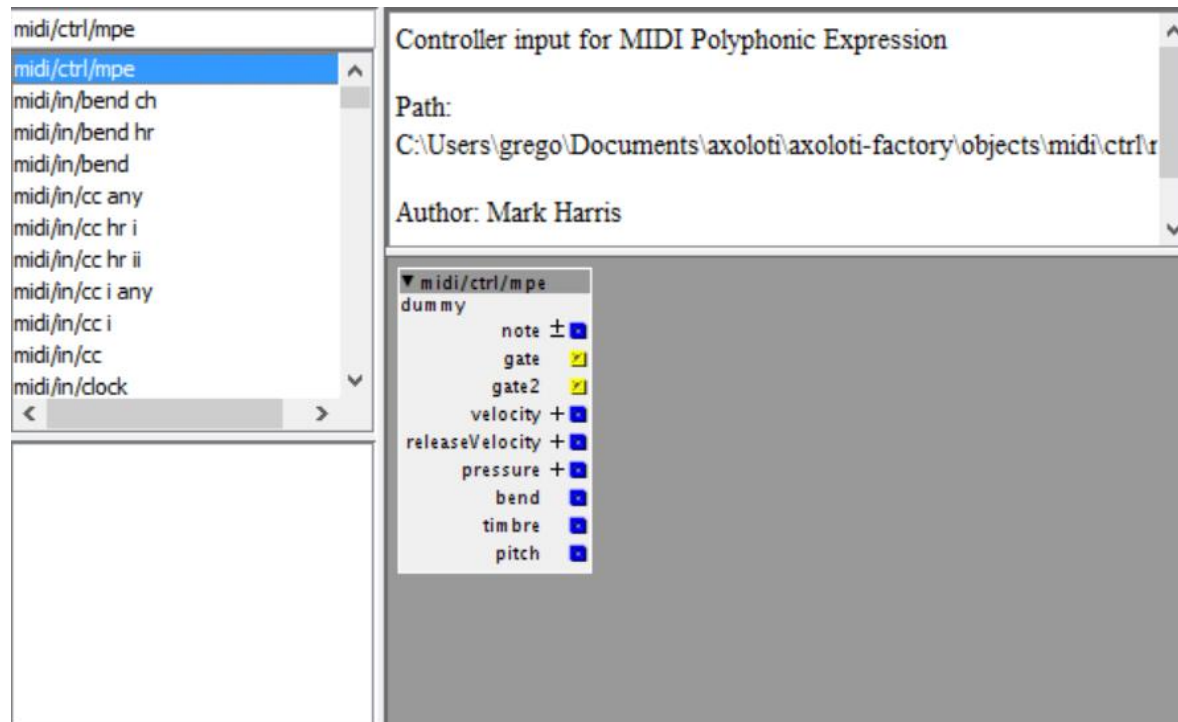 midi/ctrl/mpe
midi/ctrl/mpe
midi/in/bend ch
midi/in/bend hr
midi/in/bend
midi/in/cc any
midi/in/cc hr i
midi/in/cc hr ii
midi/in/cc i any
midi/in/cc i
midi/in/cc
midi/in/clock
Controller input for MIDI Polyphonic Expression
Path:
C:\Users\grego\Documents\axoloti\axoloti-factory\objects\midi\ctrl\
Author: Mark Harris
midi/ctrl/mpe
dummy
note ±
gate
gate2
velocity +
releaseVelocity +
pressure +
bend
timbre
pitch